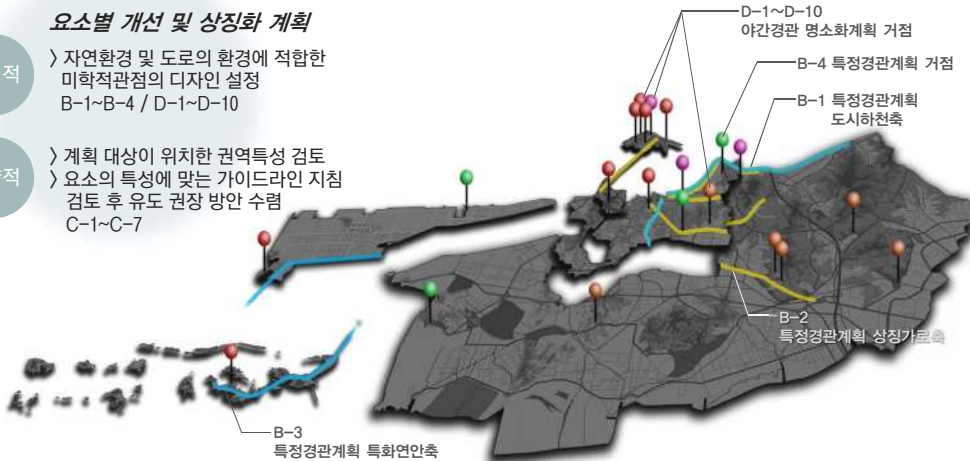 요소별 개선 및 상징화 계획
적
〉자연환경 및 도로의 환경에 적합한
미학적관점의 디자인 설정
B-1~B-4 / D-1~D-10
적
〉계획 대상이 위치한 권역특성 검토
〉요소의 특성에 맞는 가이드라인 지침
검토 후 유도 권장 방안 수렴
C-1~C-7
D-1~D-10
야간경관 명소화계획 거점
B-4 특정경관계획 거점
B-1 특정경관계획
도시하천축
B-2
특정경관계획 상징가로축
B-3
특정경관계획 특화연안축